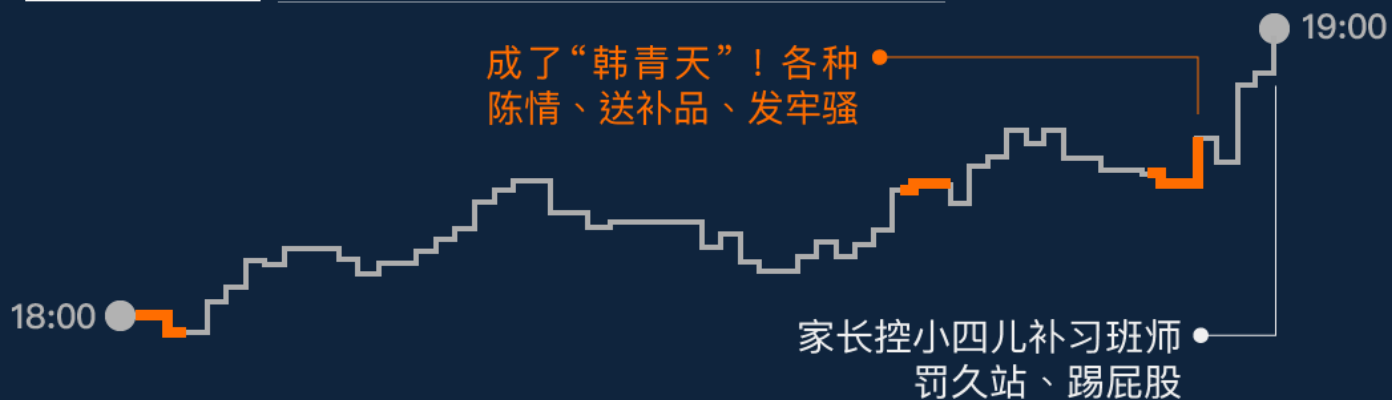 19:00
成了“韩青天”！各种
陈情、送补品、发牢骚
18:00
家长控小四儿补习班师
罚久站、踢屁股